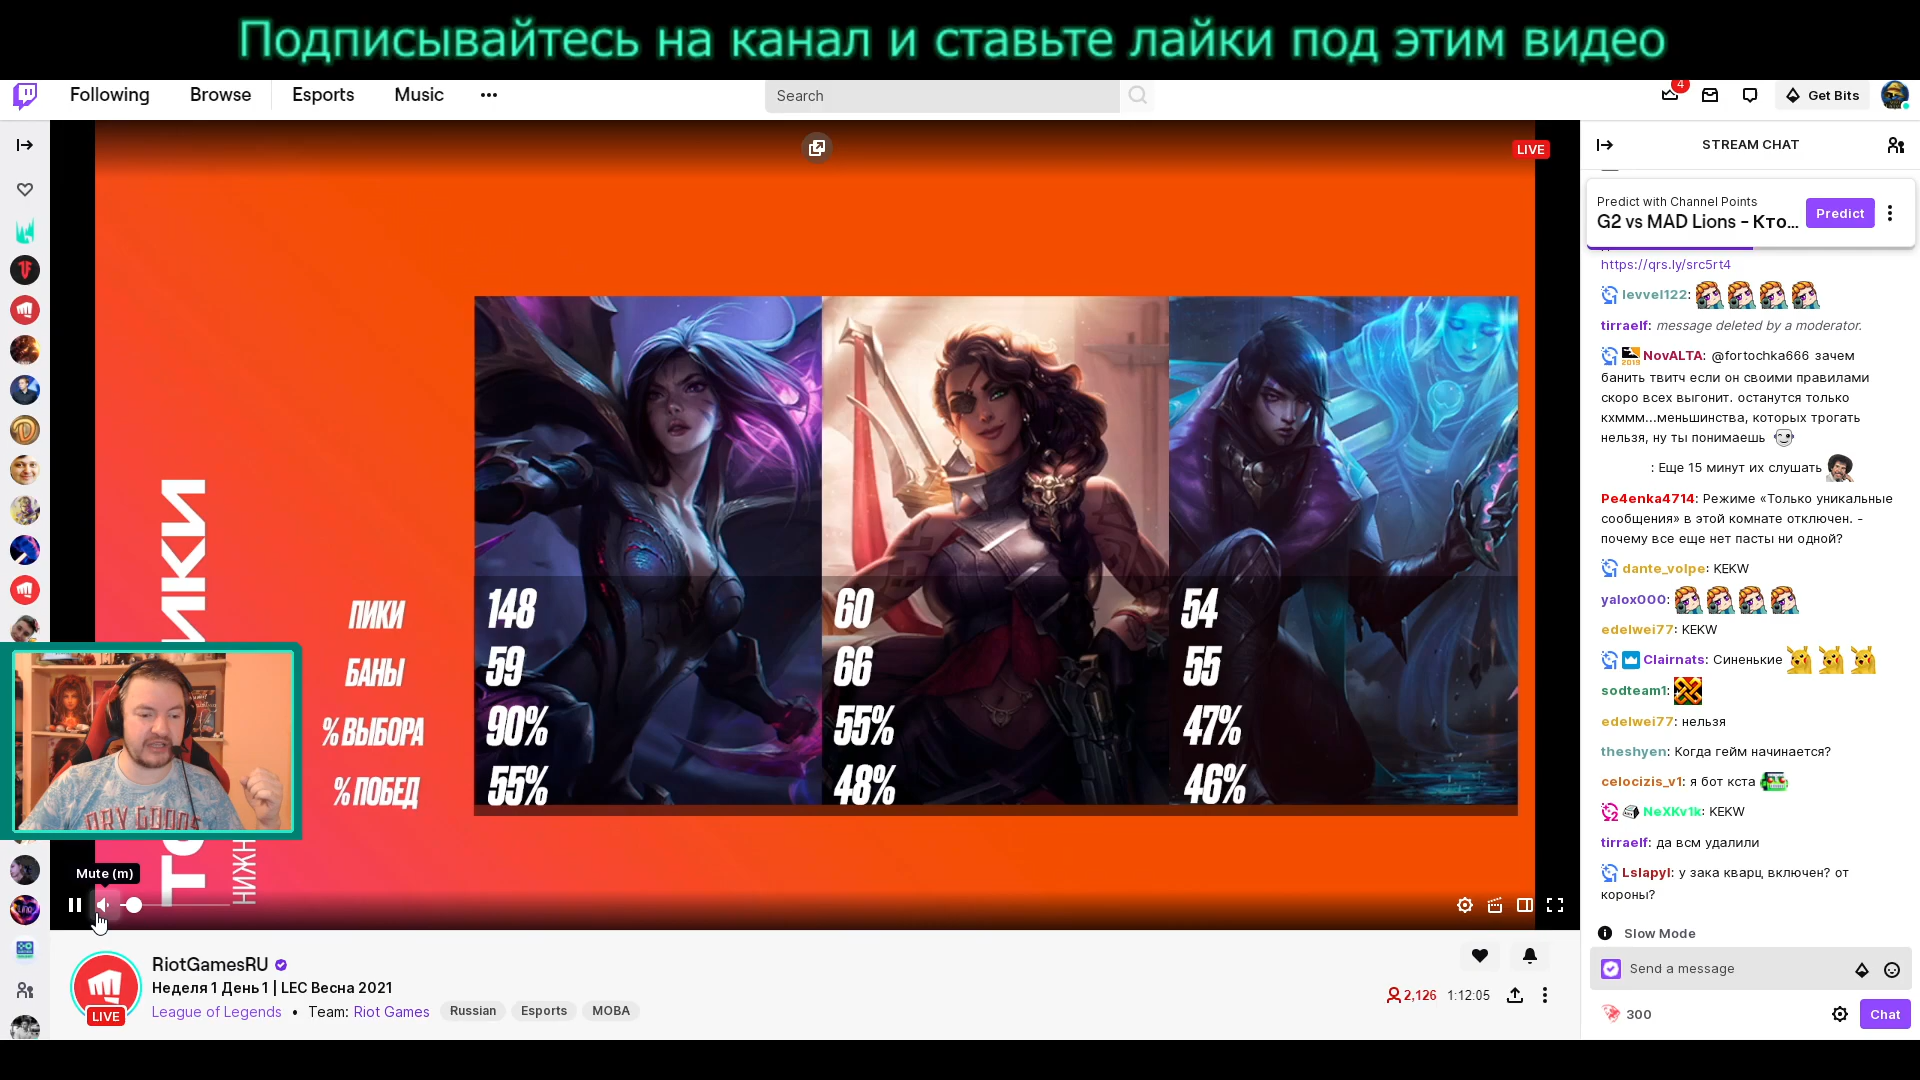 Подписывайтесь на канал и ставьте лайки под этим видео
Following
Browse
Esports
Music
Search
4
Get Bits
LIVE
ПИКИ
БАНЫ
% ВЫБОРА
% ПОБЕД
148
59
90%
55%
60
66
55%
48%
54
55
47%
46%
Mute (m)
RiotGamesRU
LIVE
Неделя 1 День 1 | LEC Весна 2021
League of Legends • Team: Riot Games
Russian
Esports
MOBA
2,126
1:12:05
STREAM CHAT
Predict with Channel Points
G2 vs MAD Lions - Кто...
Predict
https://qrs.ly/src5rt4
levvel122:
tirraelf: message deleted by a moderator.
NovALTA: @fortochka666 зачем
банить твитч если он своими правилами
скоро всех выгонит. останутся только
кхммм...меньшинства, которых трогать
нельзя, ну ты понимаешь
: Еще 15 минут их слушать
Pe4enka4714: Режиме «Только уникальные
сообщения» в этой комнате отключен. -
почему все еще нет пасты ни одной?
dante_volpe: KEKW
yalox000:
edelwei77: KEKW
Clairnats: Синенькие
sodteam1:
edelwei77: нельзя
theshyen: Когда гейм начинается?
celocizis_v1: я бот кста
NeXKv1k: KEKW
tirraelf: да всм удалили
Lslapyl: у зака кварц включен? от
короны?
Slow Mode
Send a message
300
Chat